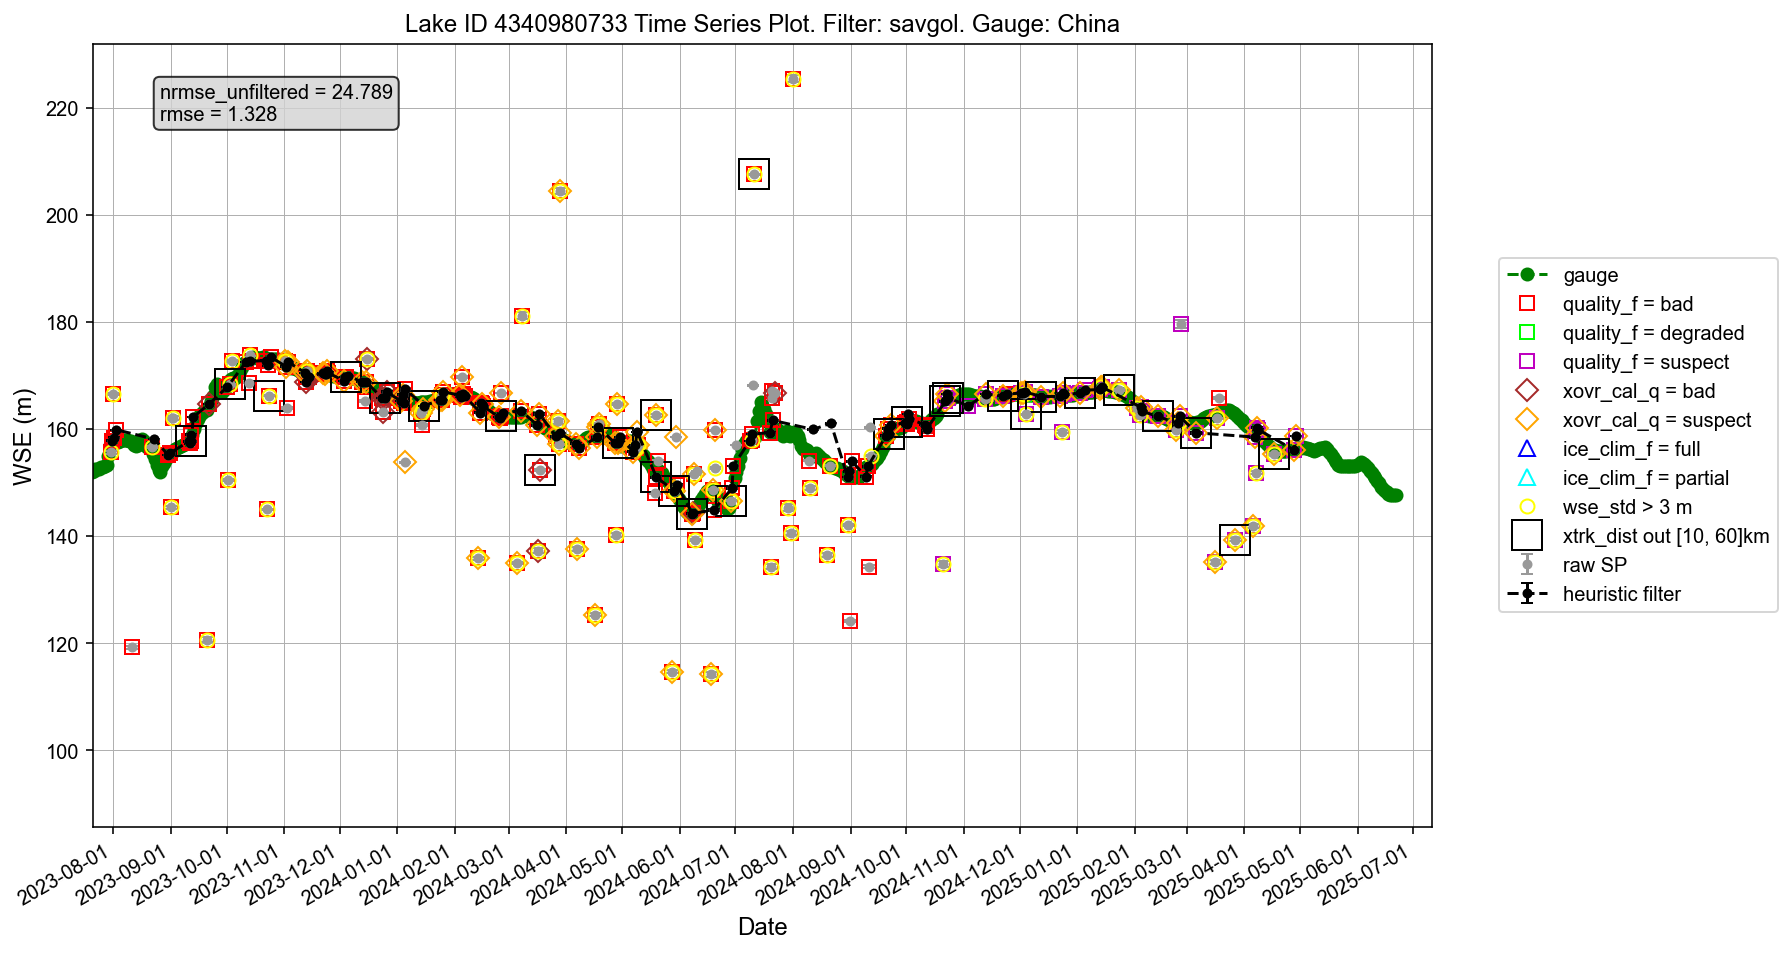 Lake ID 4340980733 Time Series Plot. Filter: savgol. Gauge: China
nrmse_unfiltered = 24.789
rmse = 1.328
WSE (m)
220
200
180
160
140
120
100
2023-08-01
2023-09-01
2023-10-01
2023-11-01
2023-12-01
2024-01-01
2024-02-01
2024-03-01
2024-04-01
2024-05-01
2024-06-01
2024-07-01
2024-08-01
2024-09-01
2024-10-01
2024-11-01
2024-12-01
2025-01-01
2025-02-01
2025-03-01
2025-04-01
2025-05-01
2025-06-01
2025-07-01
Date
gauge
quality_f = bad
quality_f = degraded
quality_f = suspect
xovr_cal_q = bad
xovr_cal_q = suspect
ice_clim_f = full
ice_clim_f = partial
wse_std > 3 m
xtrk_dist out [10, 60]km
raw SP
heuristic filter